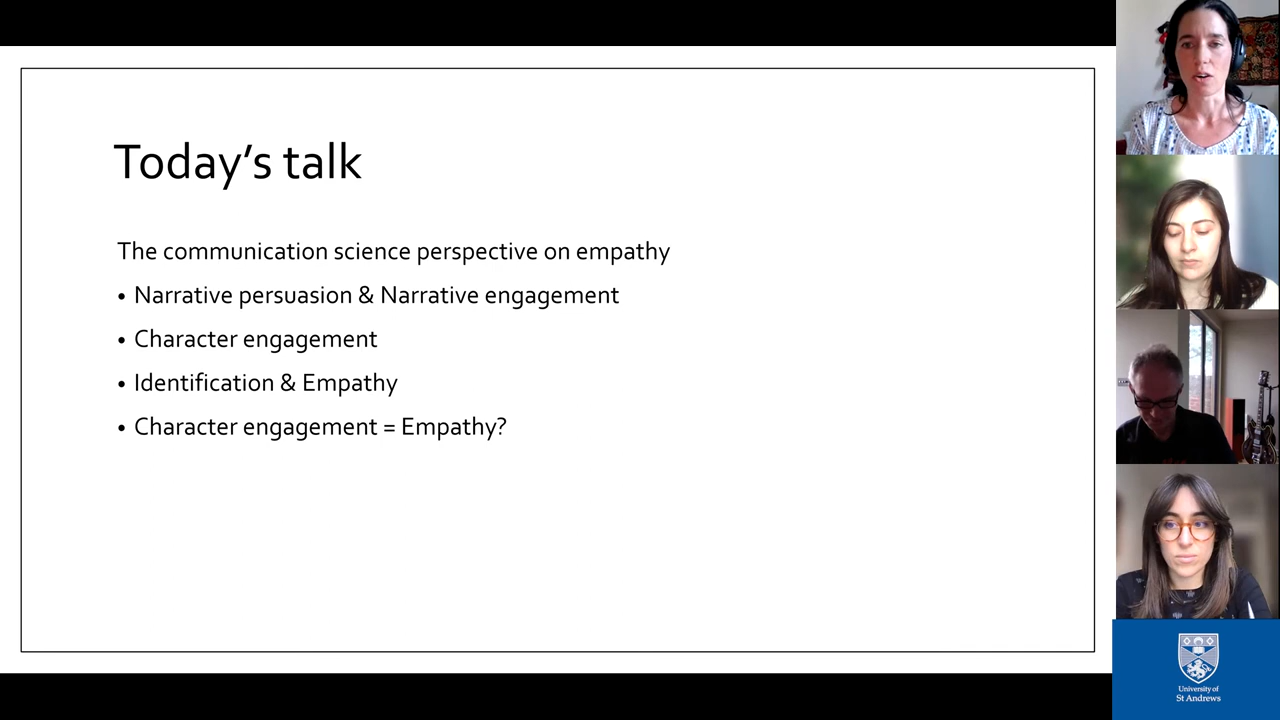 Today’s talk
The communication science perspective on empathy
• Narrative persuasion & Narrative engagement
• Character engagement
• Identification & Empathy
• Character engagement = Empathy?
University of
St Andrews